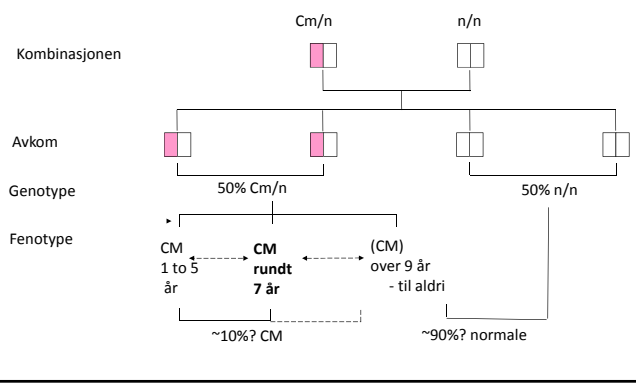 Cm/n n/n
Kombinasjonen
Avkom
Genotype 50% Cm/n 50% n/n
Fenotype
CM
1 to 5
år
CM
rundt
7 år
(CM)
over 9 år
- til aldri
~10%? CM ~90%? normale